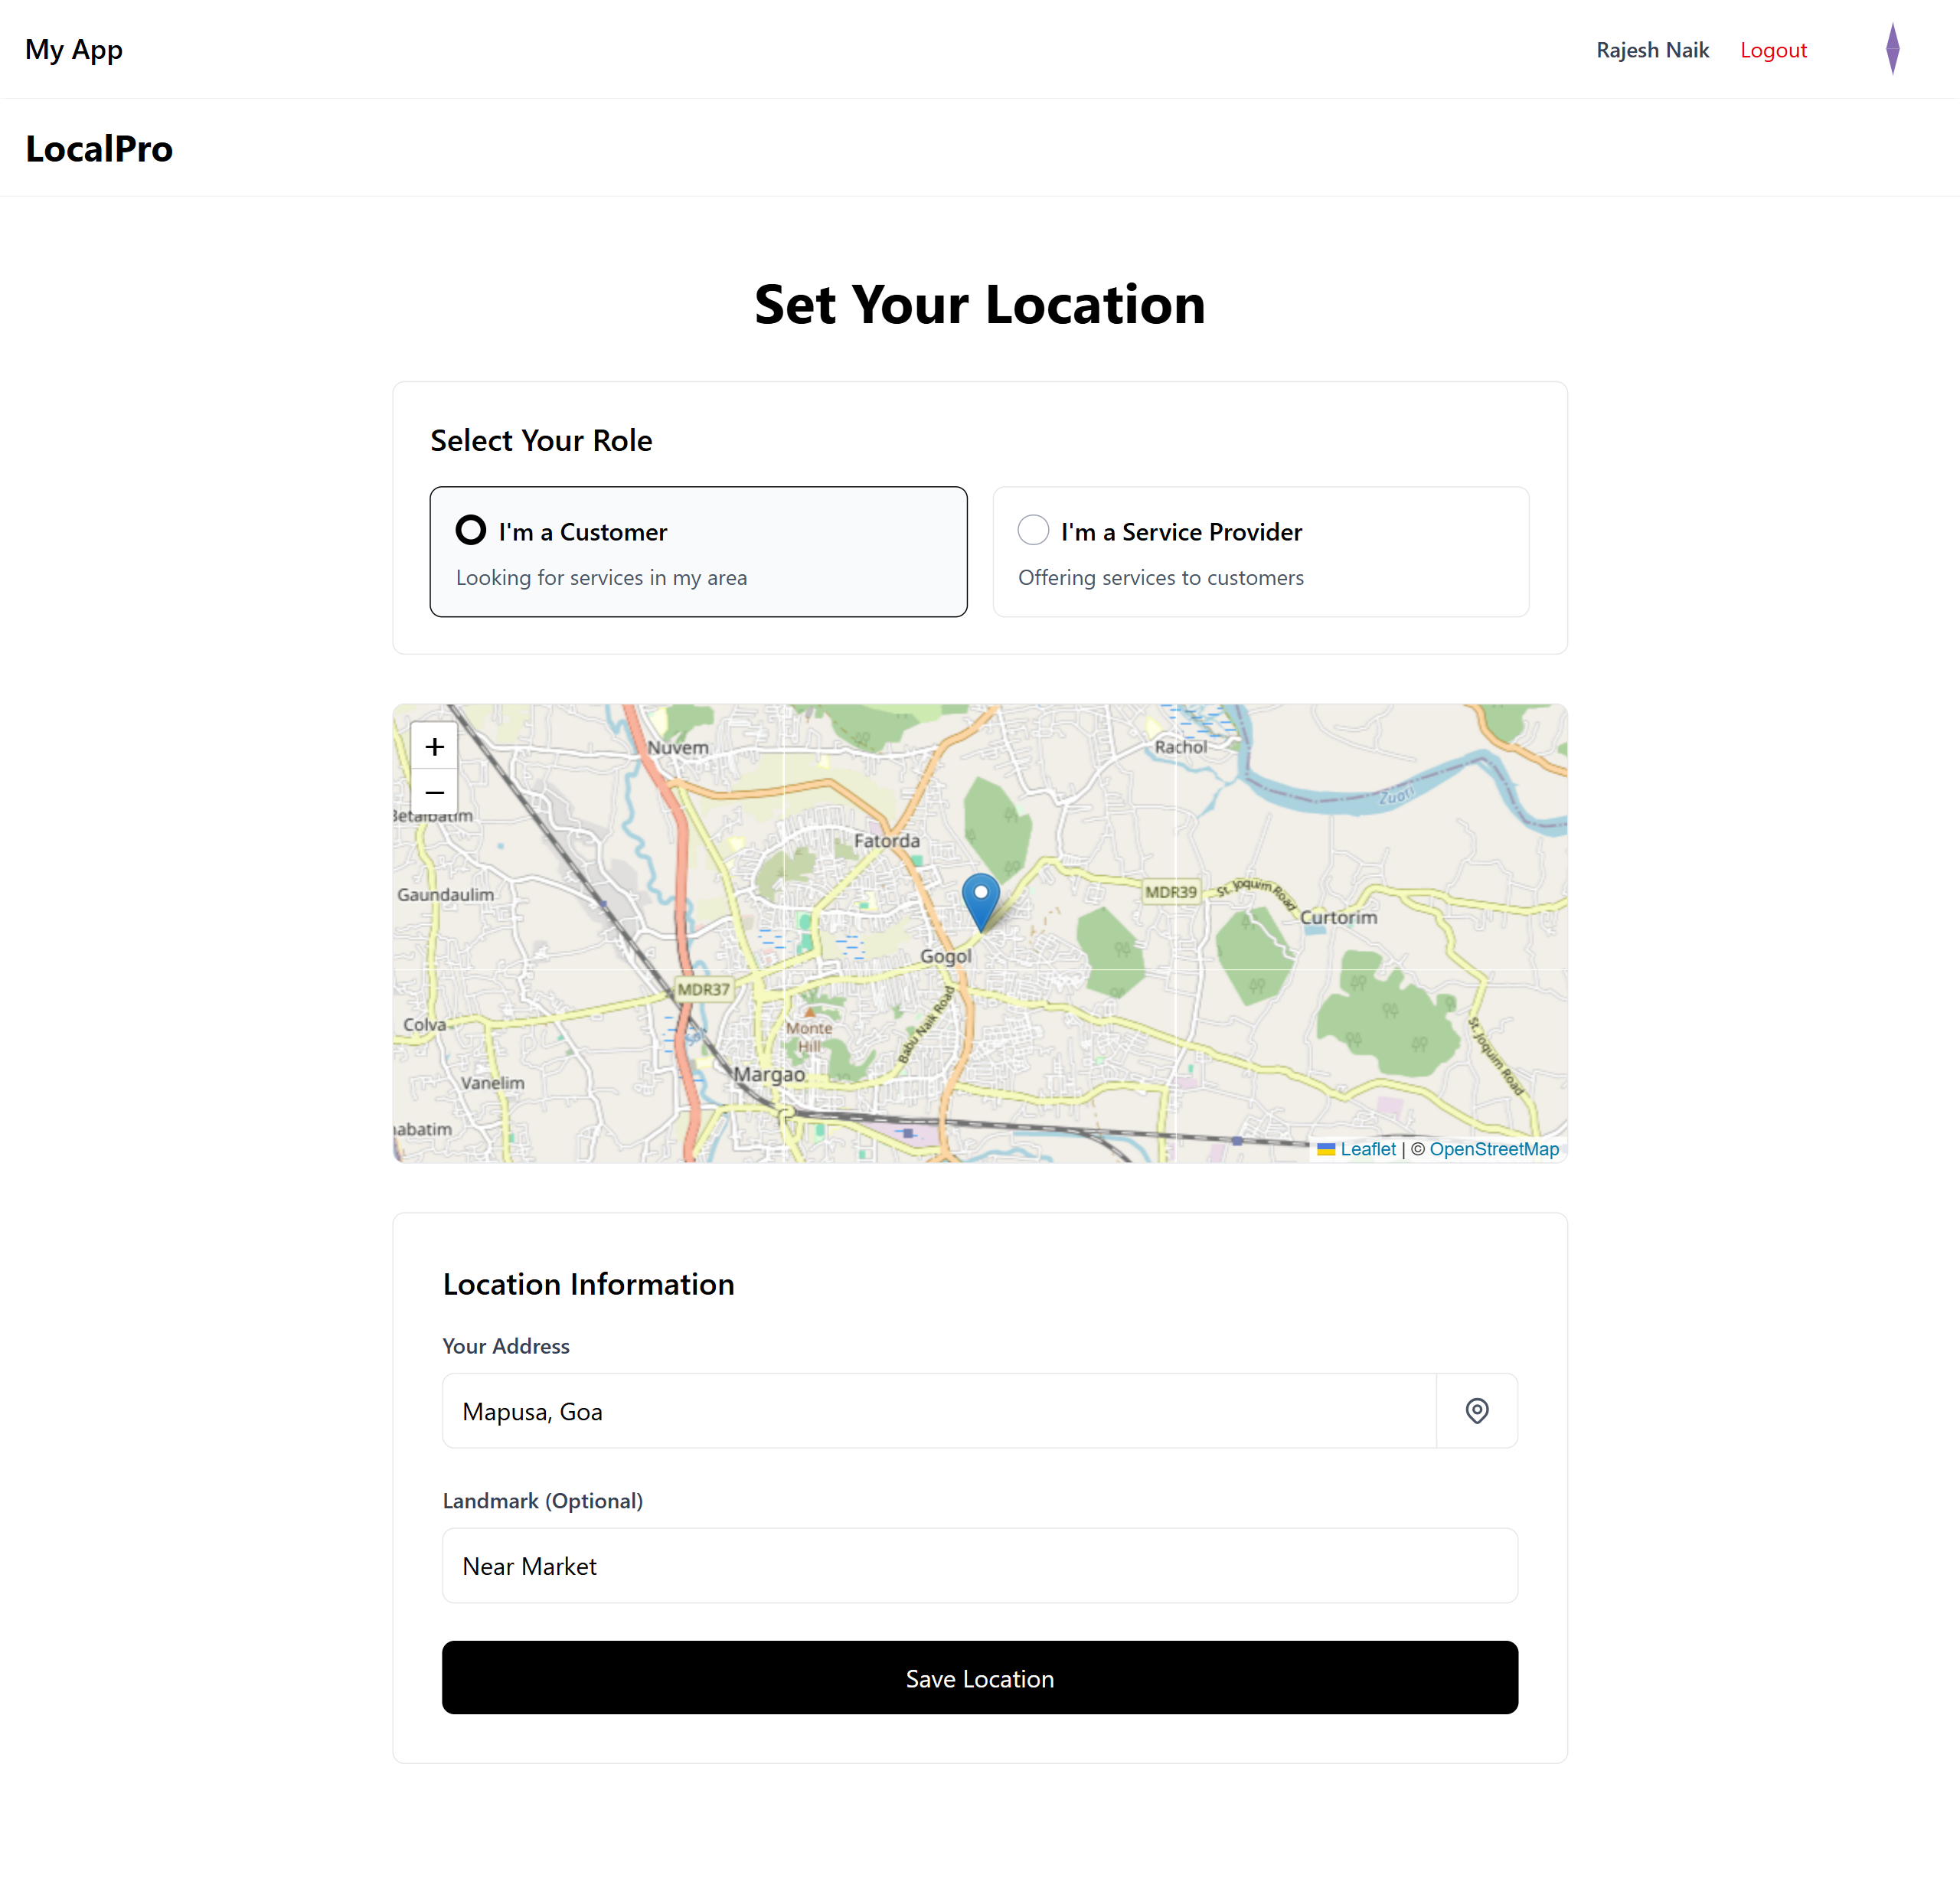 My App
Rajesh Naik
Logout
LocalPro
Set Your Location
Select Your Role
I'm a Customer
Looking for services in my area
I'm a Service Provider
Offering services to customers
+
−
Nuvem
Rachol
Zuari
Betalbatim
Fatorda
Gaundaulim
MDR39
St. Joquim Road
Curtorim
Gogol
MDR37
Colva
Monte
Hill
Babu Naik Road
St. Joquim Road
Margao
Vanelim
nabatim
Leaflet | © OpenStreetMap
Location Information
Your Address
Mapusa, Goa
Landmark (Optional)
Near Market
Save Location